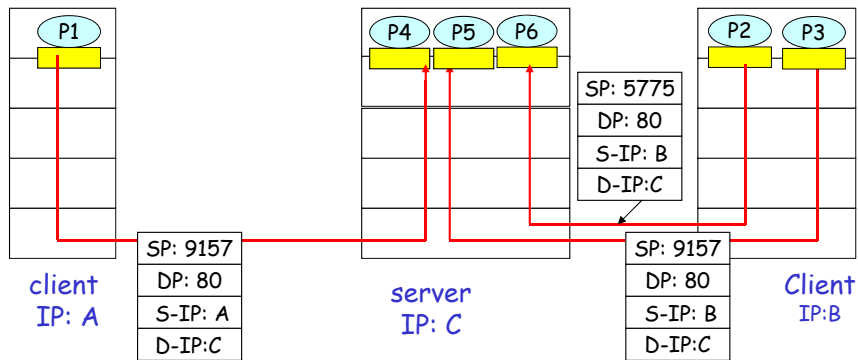 P1
P4
P5
P6
P2
P3
SP: 5775
DP: 80
S-IP: B
D-IP:C
SP: 9157
DP: 80
S-IP: A
D-IP:C
SP: 9157
DP: 80
S-IP: B
D-IP:C
client
IP: A
server
IP: C
Client
IP:B